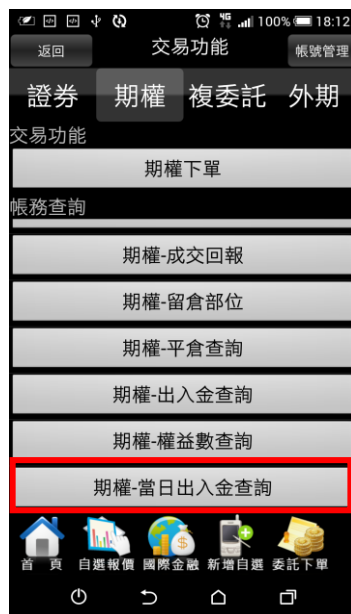 4G 100% 18:12
返回 交易功能 帳號管理
證券 期權 複委託 外期
交易功能
期權下單
帳務查詢
期權-成交回報
期權-留倉部位
期權-平倉查詢
期權-出入金查詢
期權-權益數查詢
期權-當日出入金查詢
首 頁 自選報價 國際金融 新增自選 委託下單